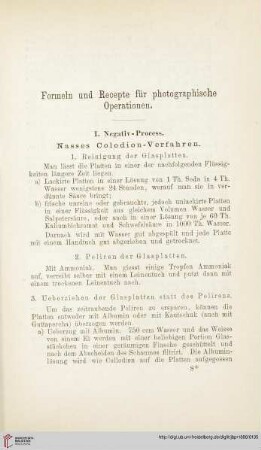 Formeln und Recepte für photographische
Operationen.
I. Negativ-Process.
Nasses Colodion-Verfahren.
1. Reinigung der Glasplatten.
Man lässt die Platten in einer der nachfolgenden Flüssig-
keiten längere Zeit liegen.
a) Lackirte Platten in einer Lösung von 1 Th. Soda in 4 Th.
Wasser wenigstens 24 Stunden, worauf man sie in ver-
dünnte Säure bringt;
b) frische unreine oder gebrauchte, jedoch unlackirte Platten
in einer Flüssigkeit aus gleichen Volumen Wasser und
Salpetersäure, oder auch in einer Lösung von je 60 Th.
Kaliumbichromat und Schwefelsäure in 1000 Th. Wasser.
Darnach wird mit Wasser gut abgespült und jede Platte
mit einem Handtuch gut abgerieben und getrocknet.
2. Poliren der Glasplatten.
Mit Ammoniak. Man giesst einige Tropfen Ammoniak
auf, verreibt selber mit einem Leinentuch und putzt dann mit
einem trockenen Leinentuch nach.
3. Ueberziehen der Glasplatten statt des Polirens.
Um das zeitraubende Poliren zu ersparen, können die
Platten entweder mit Albumin oder mit Kautschuk (auch mit
Guttapercha) überzogen werden.
a) Ueberzug mit Albumin. 750 ccm Wasser und das Weisse
von einem Ei werden mit einer beliebigen Portion Glas-
stückchen in einer geräumigen Flasche geschüttelt und
nach dem Abscheiden des Schaumes filtrirt. Die Albumin-
lösung wird wie Collodion auf die Platten aufgegossen
8*